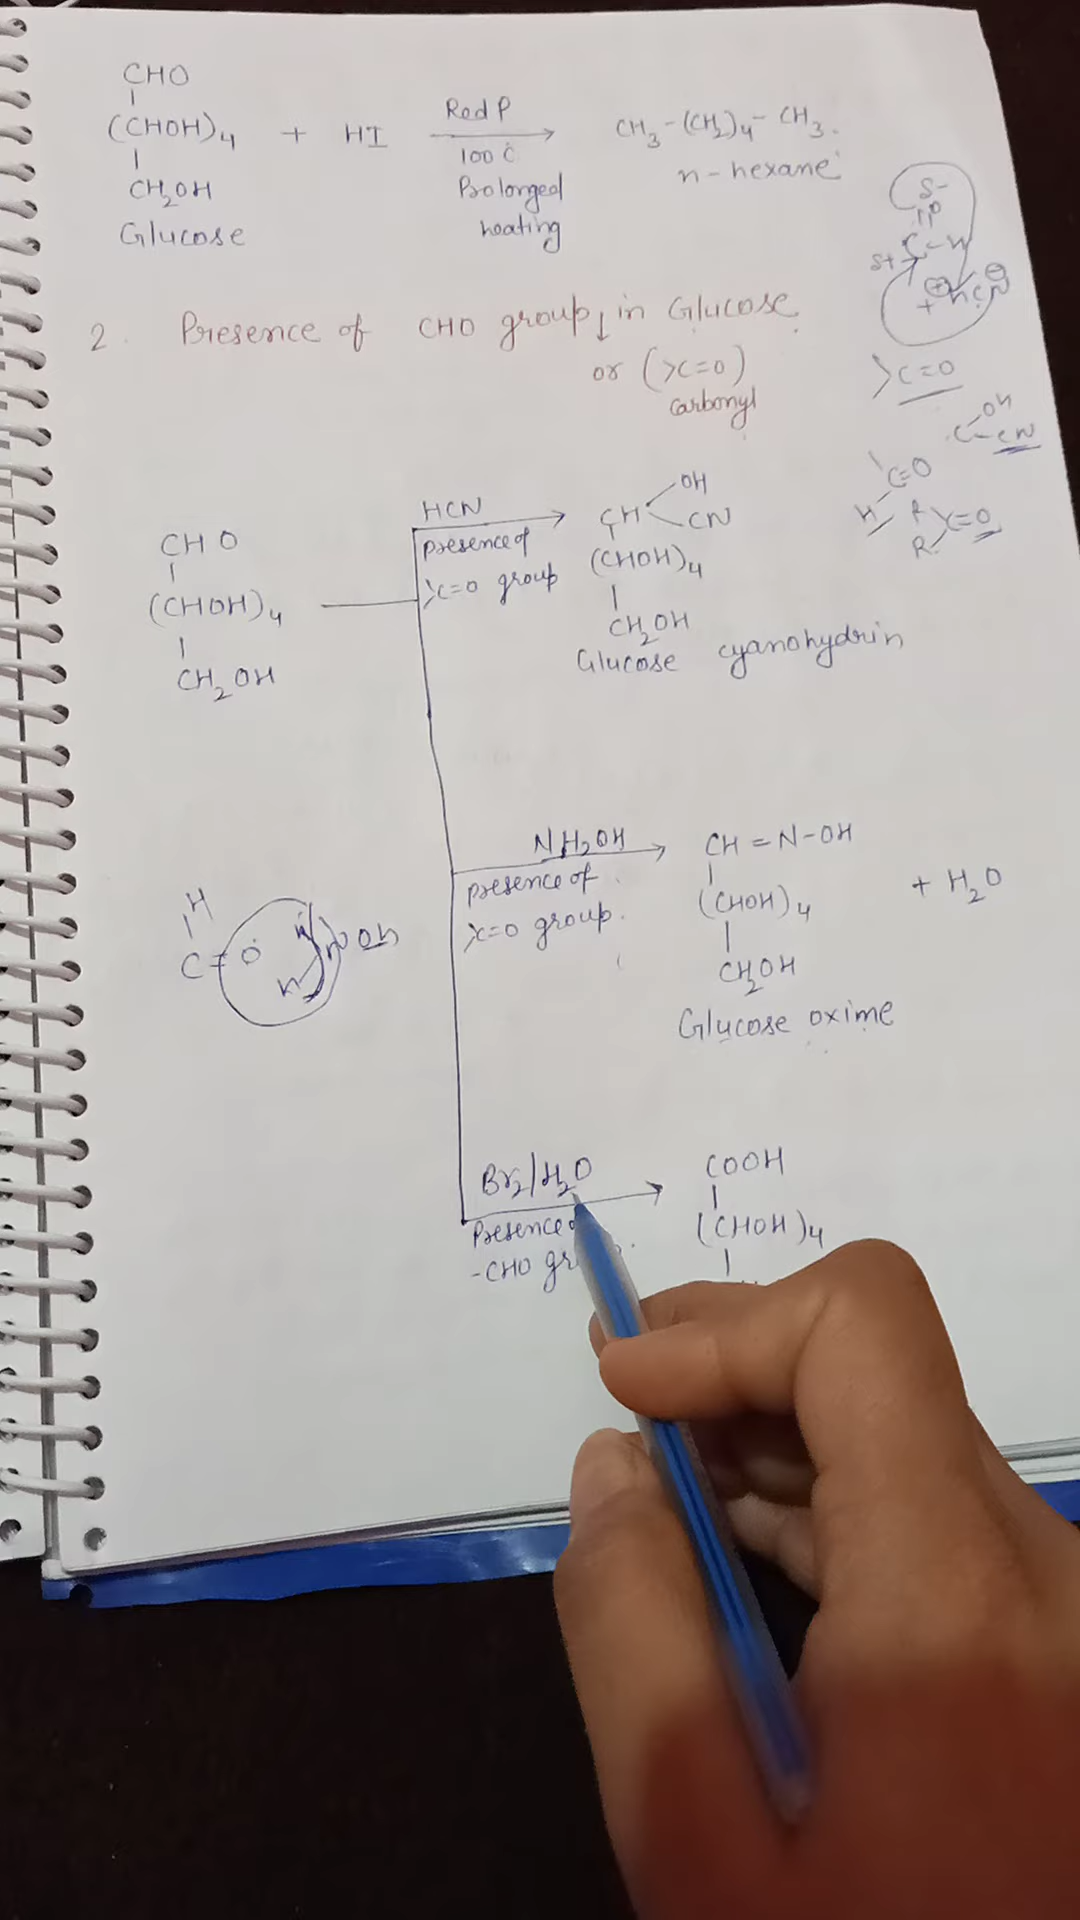 CHO
(CHOH)4 + HI Red P CH3-(CH2)4-CH3.
100 C
CH2OH Prolonged n-hexane
Glucose heating
δ-
O
δ+ C-H
+ HCN
2. Presence of CHO group↓ in Glucose
or (>C=O)
carbonyl
>C=O
OH
C-CN
C=O
H
R
R >C=O
HCN OH
CHO presence of CH CN
(CHOH)4 >C=O group (CHOH)4
CH2OH CH2OH
Glucose cyanohydrin
NH2OH CH=N-OH
presence of (CHOH)4 + H2O
>C=O group. CH2OH
Glucose oxime
H
C=O H N OH
H
Br2/H2O COOH
Presence (CHOH)4
-CHO